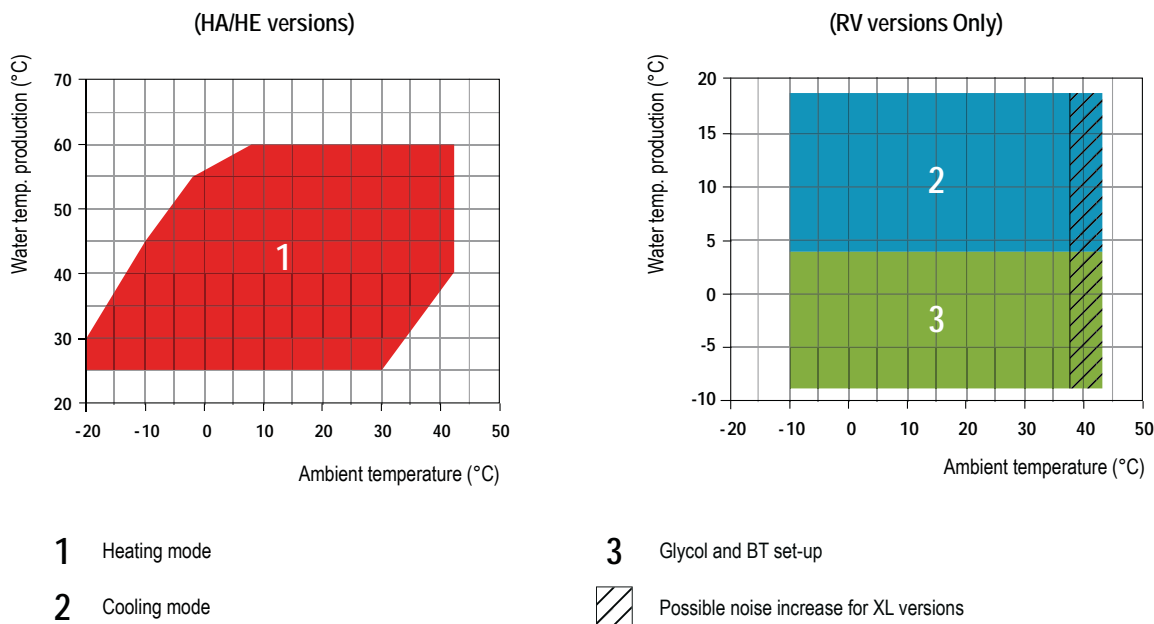 (HA/HE versions)
Water temp. production (°C)
70
60
50
40
30
20
1
-20 -10 0 10 20 30 40 50
Ambient temperature (°C)
(RV versions Only)
Water temp. production (°C)
20
15
10
5
0
-5
-10
2
3
-20 -10 0 10 20 30 40 50
Ambient temperature (°C)
1 Heating mode
2 Cooling mode
3 Glycol and BT set-up
Possible noise increase for XL versions